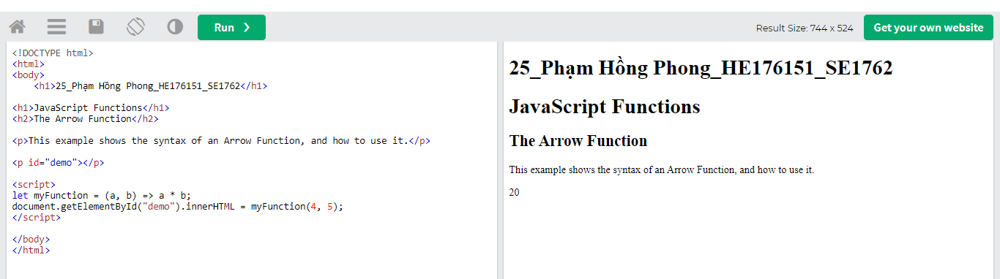 Run ❯
Result Size: 744 x 524
Get your own website
<!DOCTYPE html>
<html>
<body>
    <h1>25_Phạm Hồng Phong_HE176151_SE1762</h1>
<h1>JavaScript Functions</h1>
<h2>The Arrow Function</h2>
<p>This example shows the syntax of an Arrow Function, and how to use it.</p>
<p id="demo"></p>
<script>
let myFunction = (a, b) => a * b;
document.getElementById("demo").innerHTML = myFunction(4, 5);
</script>
</body>
</html>
25_Phạm Hồng Phong_HE176151_SE1762
JavaScript Functions
The Arrow Function
This example shows the syntax of an Arrow Function, and how to use it.
20